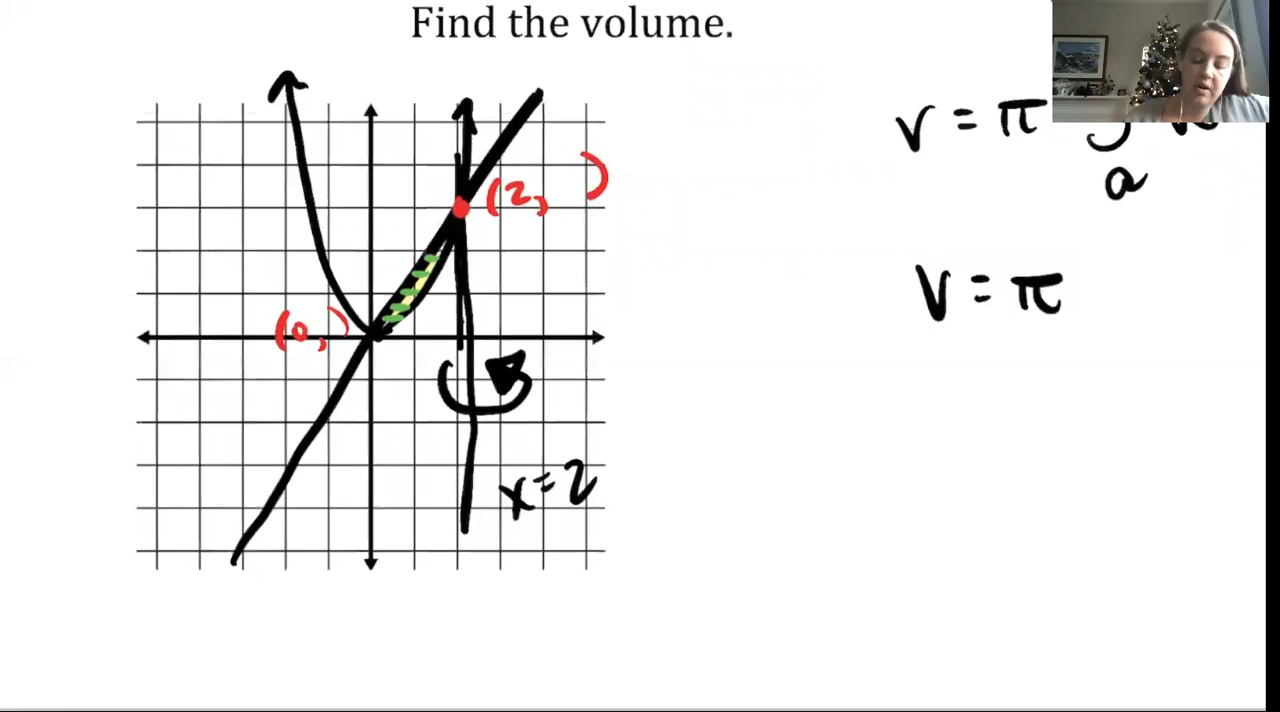 Find the volume.
V = π ∫
a
(2, )
V = π
(0, )
x = 2